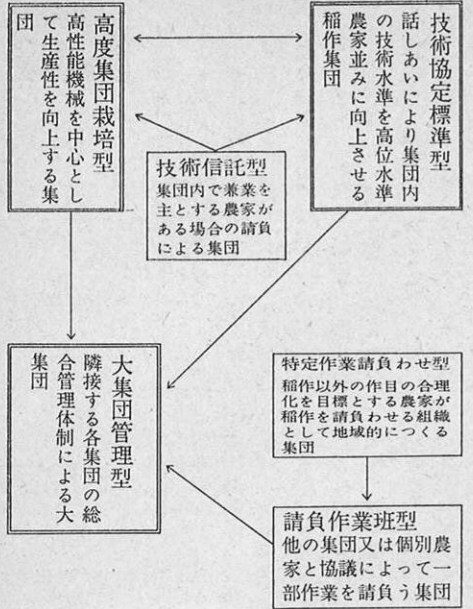 技術協定標準型
話しあいにより集団内
の技術水準を高位水準
農家並みに向上させる
稲作集団
高度集団栽培型
高性能機械を中心とし
て生産性を向上する集
団
技術信託型
集団内で兼業を
主とする農家が
ある場合の請負
による集団
大集団管理型
隣接する各集団の総
合管理体制による大
集団
特定作業請負わせ型
稲作以外の作目の合理
化を目標とする農家が
稲作を請負わせる組織
として地域的につくる
集団
請負作業班型
他の集団又は個別農
家と協議によって一
部作業を請負う集団